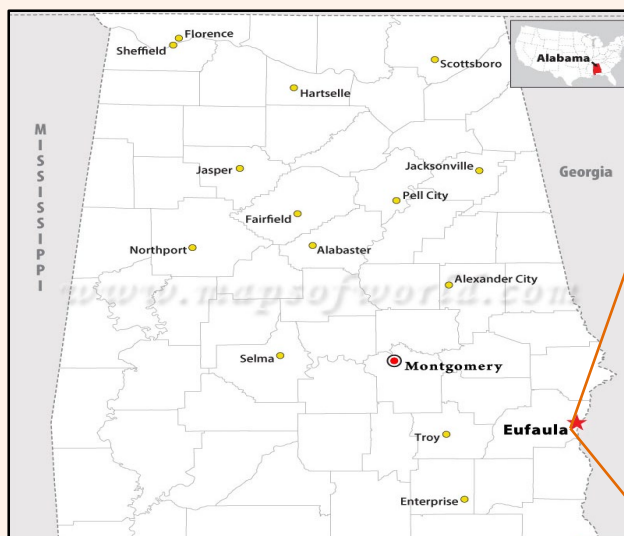 Florence
Sheffield
Scottsboro
Alabama
Hartselle
MISSISSIPPI
Georgia
Jasper
Jacksonville
Pell City
Fairfield
Northport
Alabaster
www.mapsofworld.com
Alexander City
Selma
Montgomery
Eufaula
Troy
Enterprise